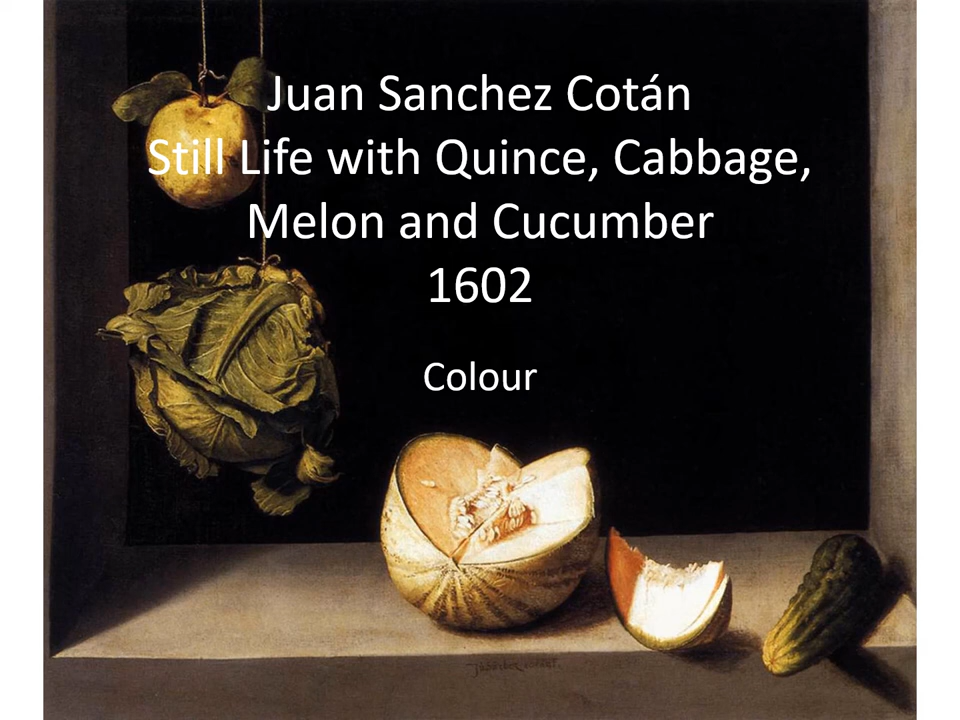 Juan Sanchez Cotán
Still Life with Quince, Cabbage,
Melon and Cucumber
1602
Colour